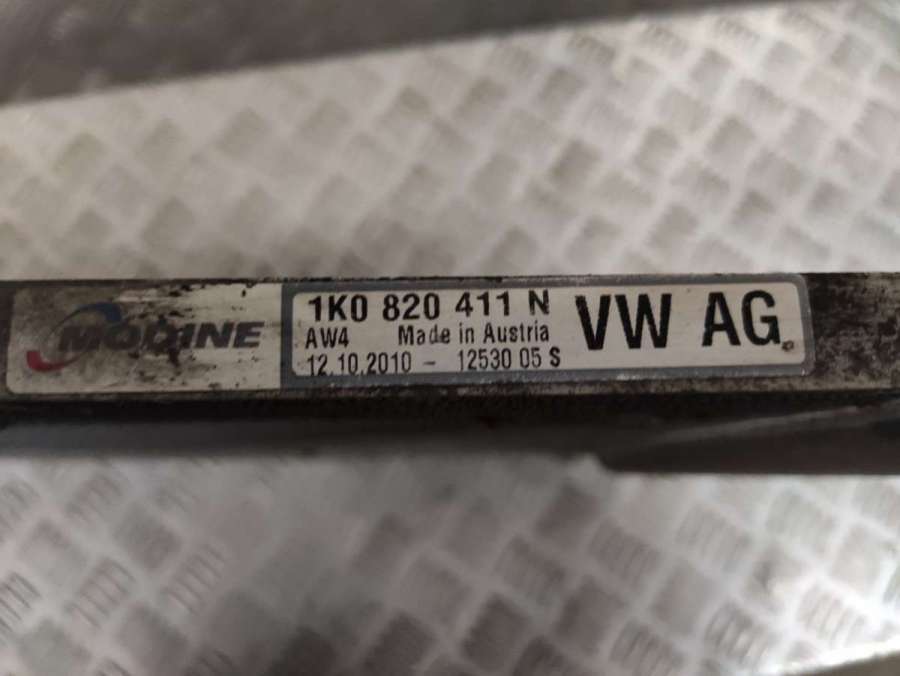 MODINE
1K0 820 411 N
AW4 Made in Austria
12.10.2010 - 12530 05 S
VW AG